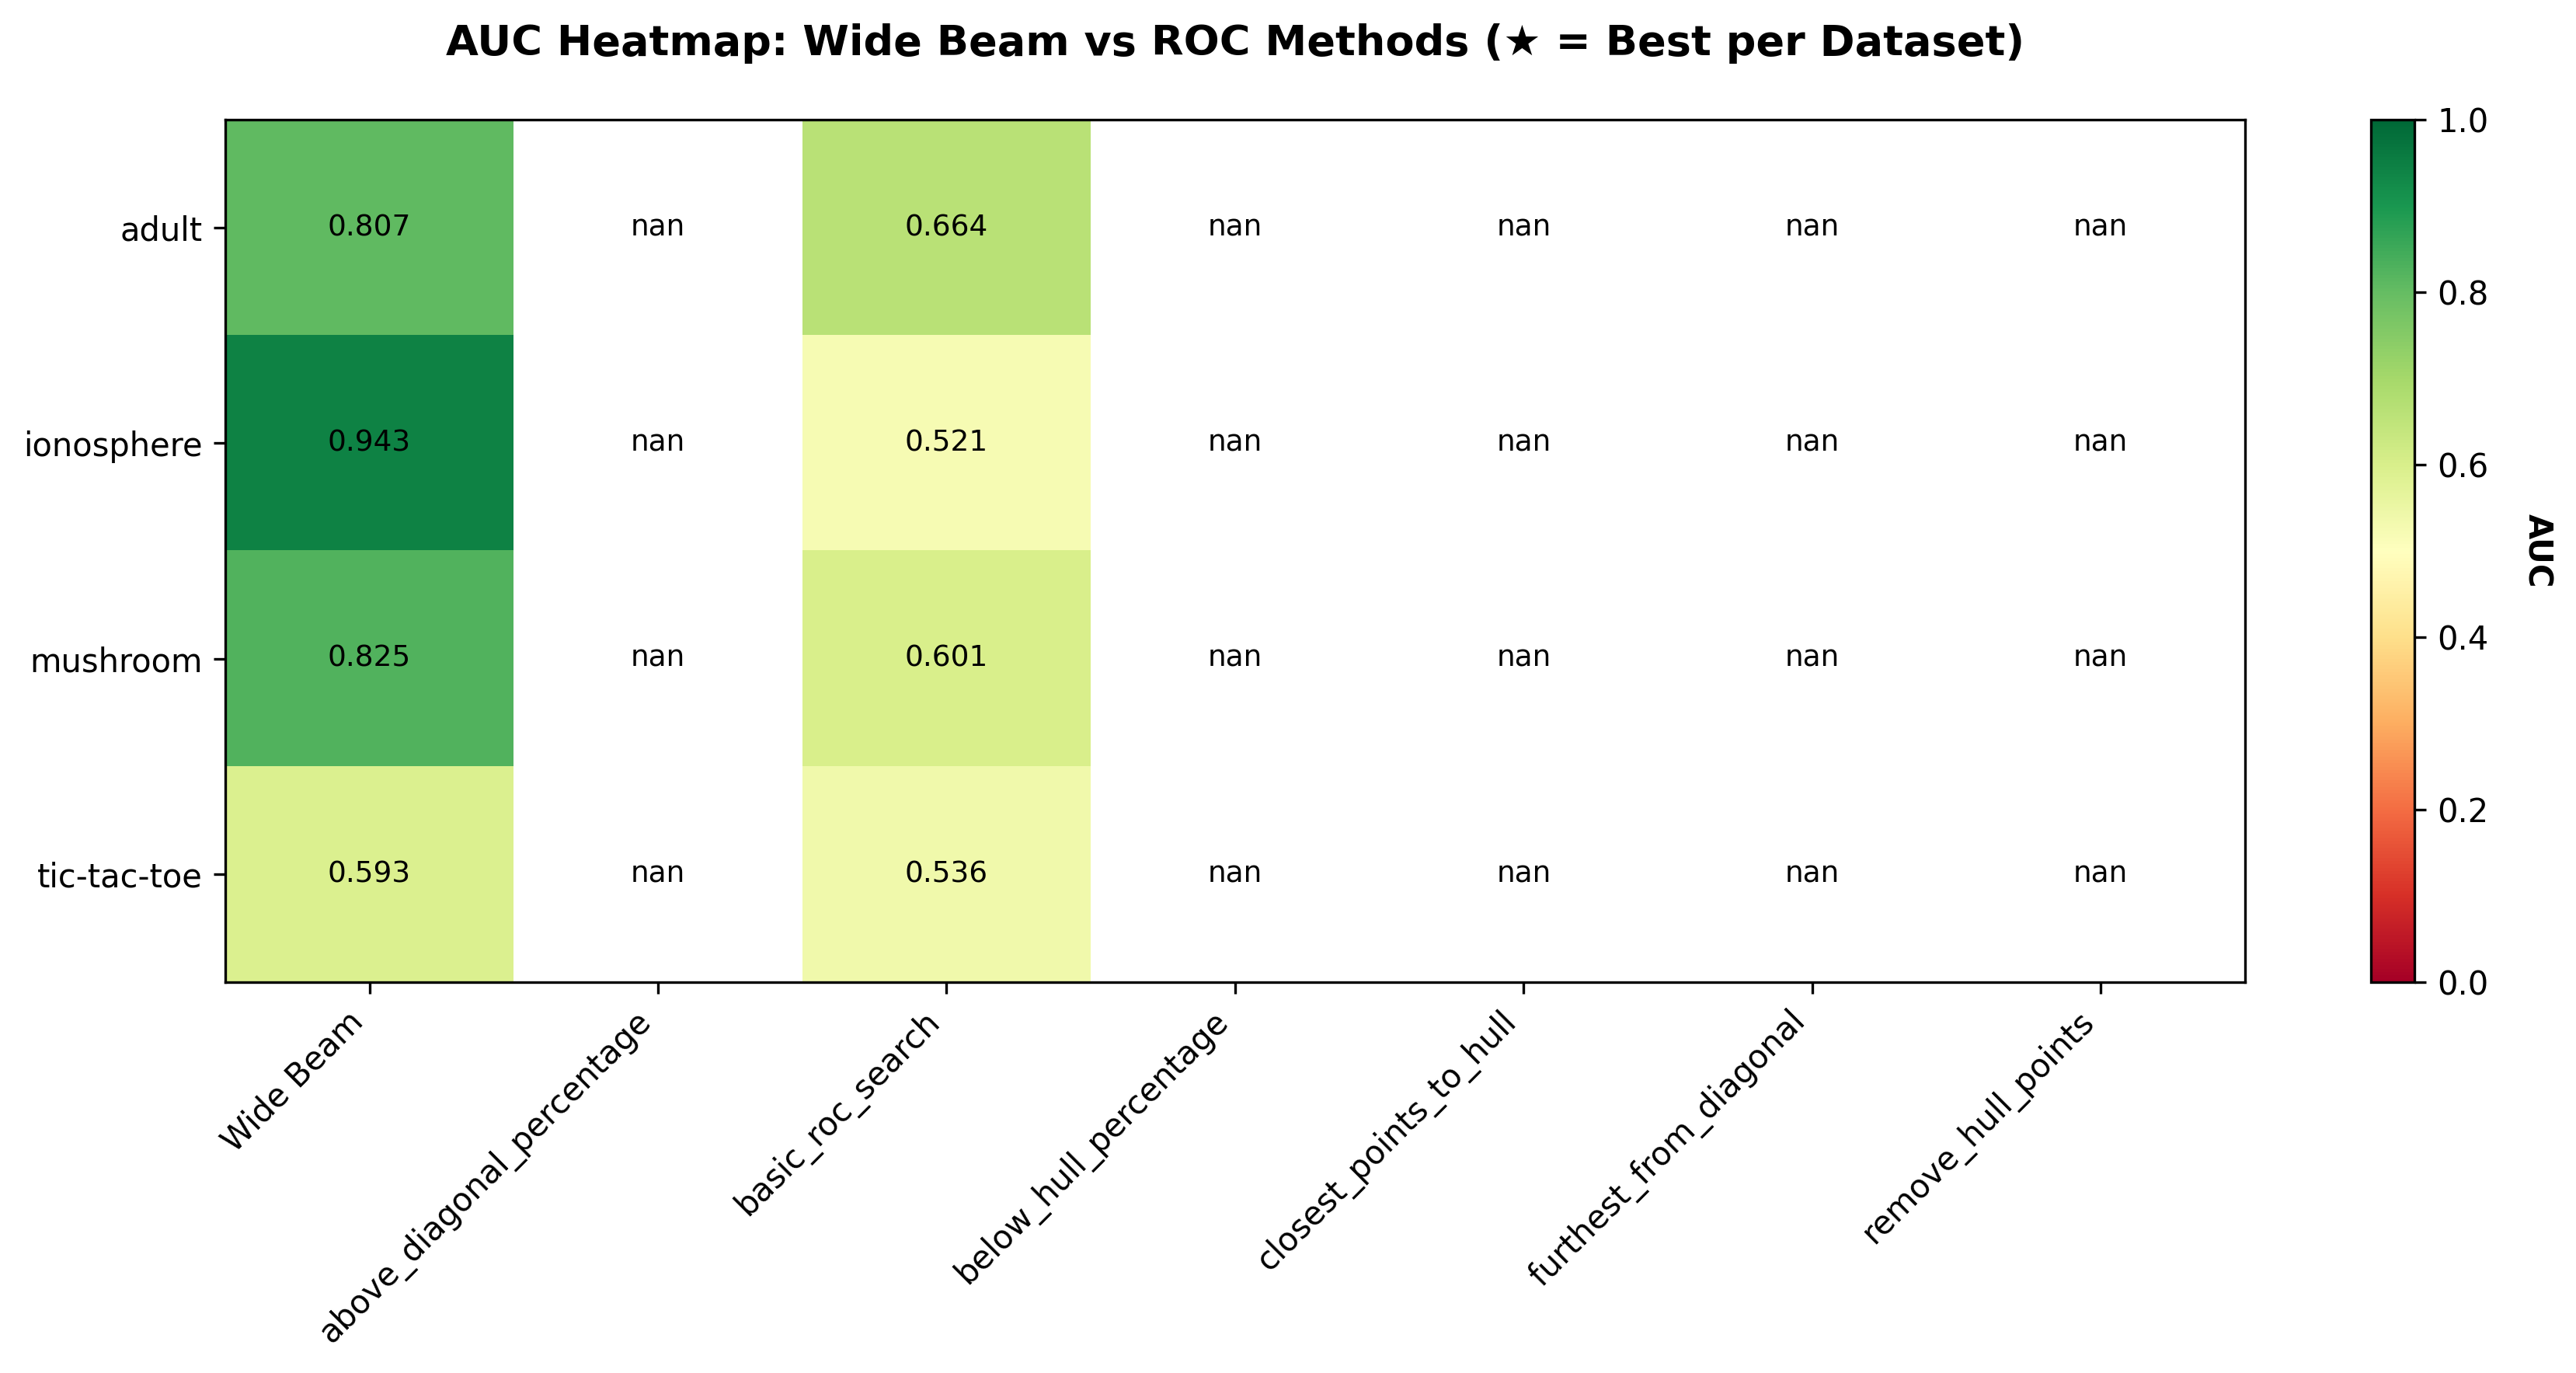 AUC Heatmap: Wide Beam vs ROC Methods (★ = Best per Dataset)
adult 0.807 nan 0.664 nan nan nan nan
ionosphere 0.943 nan 0.521 nan nan nan nan
mushroom 0.825 nan 0.601 nan nan nan nan
tic-tac-toe 0.593 nan 0.536 nan nan nan nan
Wide Beam
above_diagonal_percentage
basic_roc_search
below_hull_percentage
closest_points_to_hull
furthest_from_diagonal
remove_hull_points
1.0
0.8
0.6
0.4
0.2
0.0
AUC